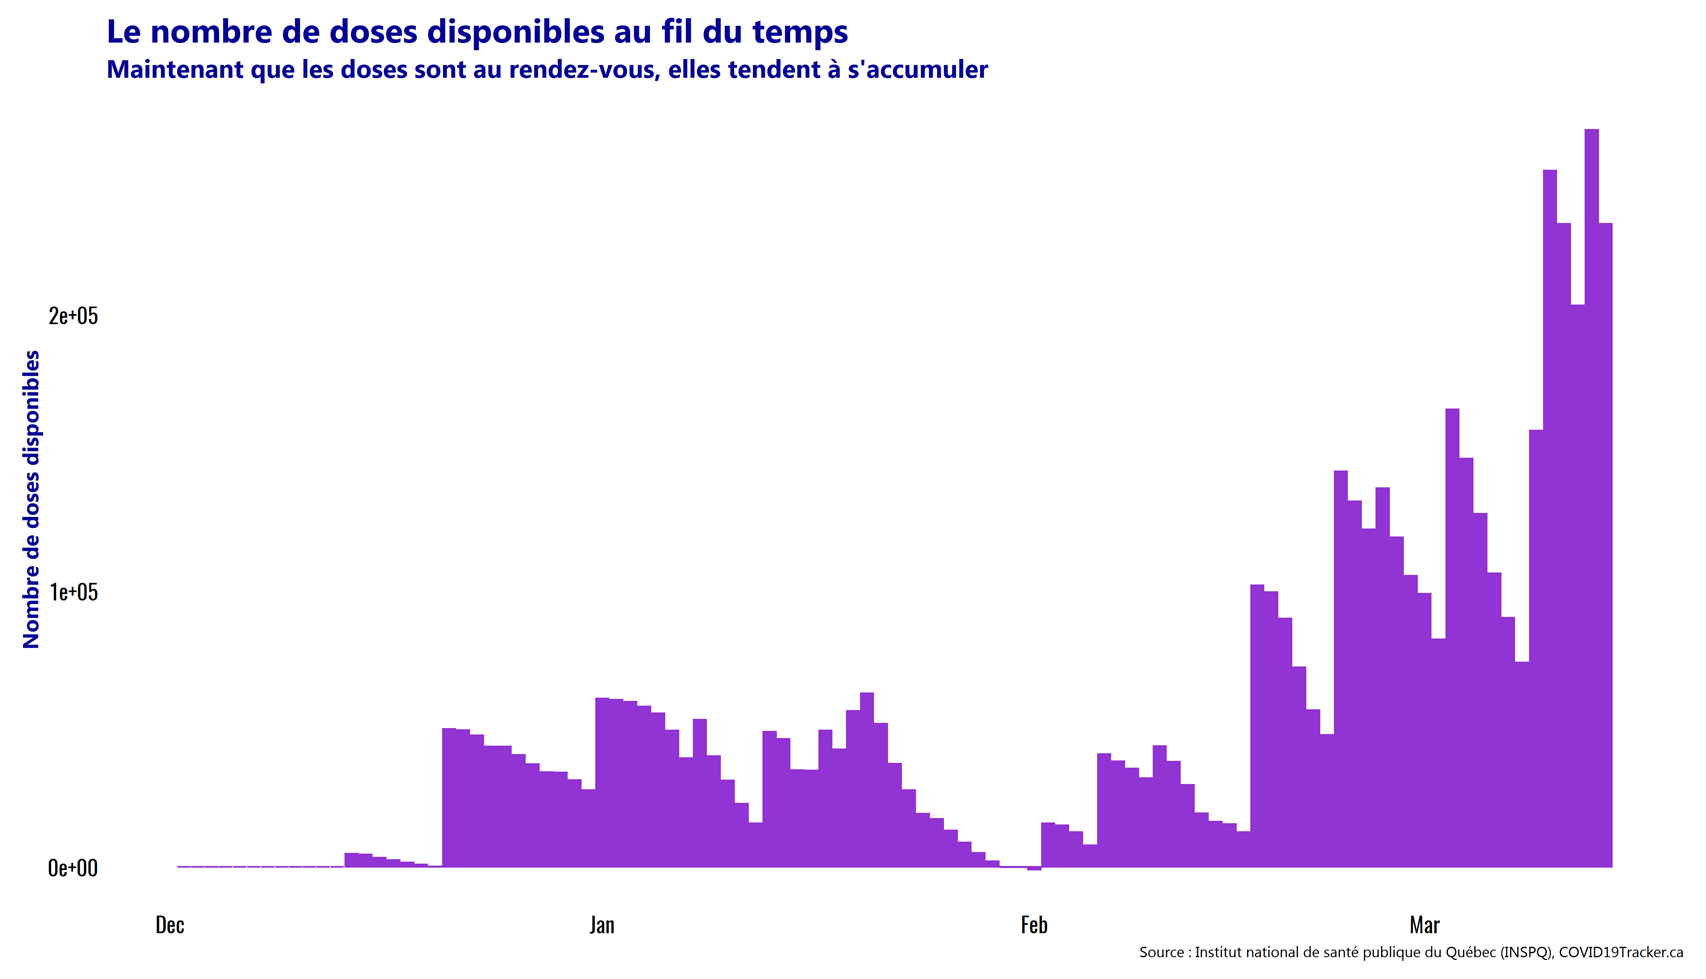 Le nombre de doses disponibles au fil du temps
Maintenant que les doses sont au rendez-vous, elles tendent à s'accumuler
Nombre de doses disponibles
2e+05
1e+05
0e+00
Dec
Jan
Feb
Mar
Source : Institut national de santé publique du Québec (INSPQ), COVID19Tracker.ca